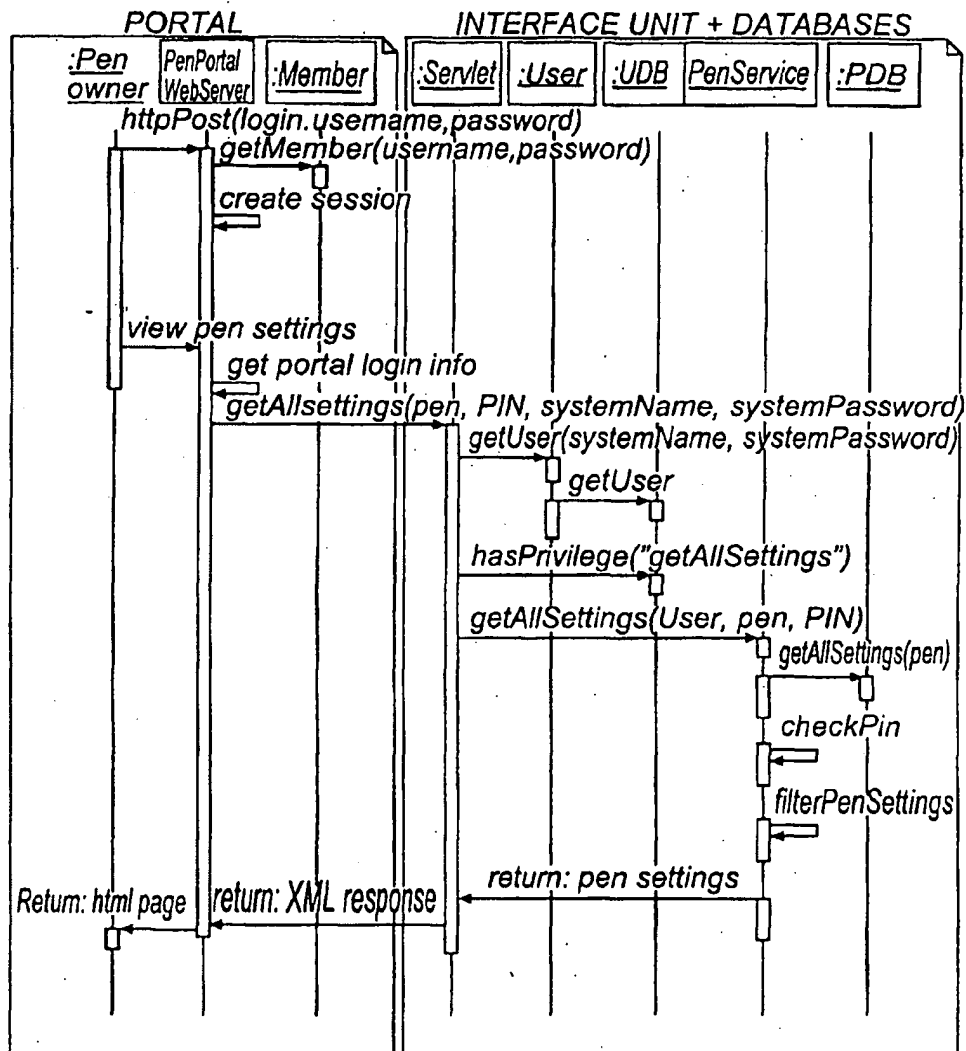 PORTAL
INTERFACE UNIT + DATABASES
:Pen
owner
PenPortal
WebServer
:Member
:Servlet
:User
:UDB
PenService
:PDB
httpPost(login.username,password)
getMember(username,password)
create session
view pen settings
get portal login info
getAllsettings(pen, PIN, systemName, systemPassword)
getUser(systemName, systemPassword)
getUser
hasPrivilege("getAllSettings")
getAllSettings(User, pen, PIN)
getAllSettings(pen)
checkPin
filterPenSettings
return: pen settings
Return: html page
return: XML response